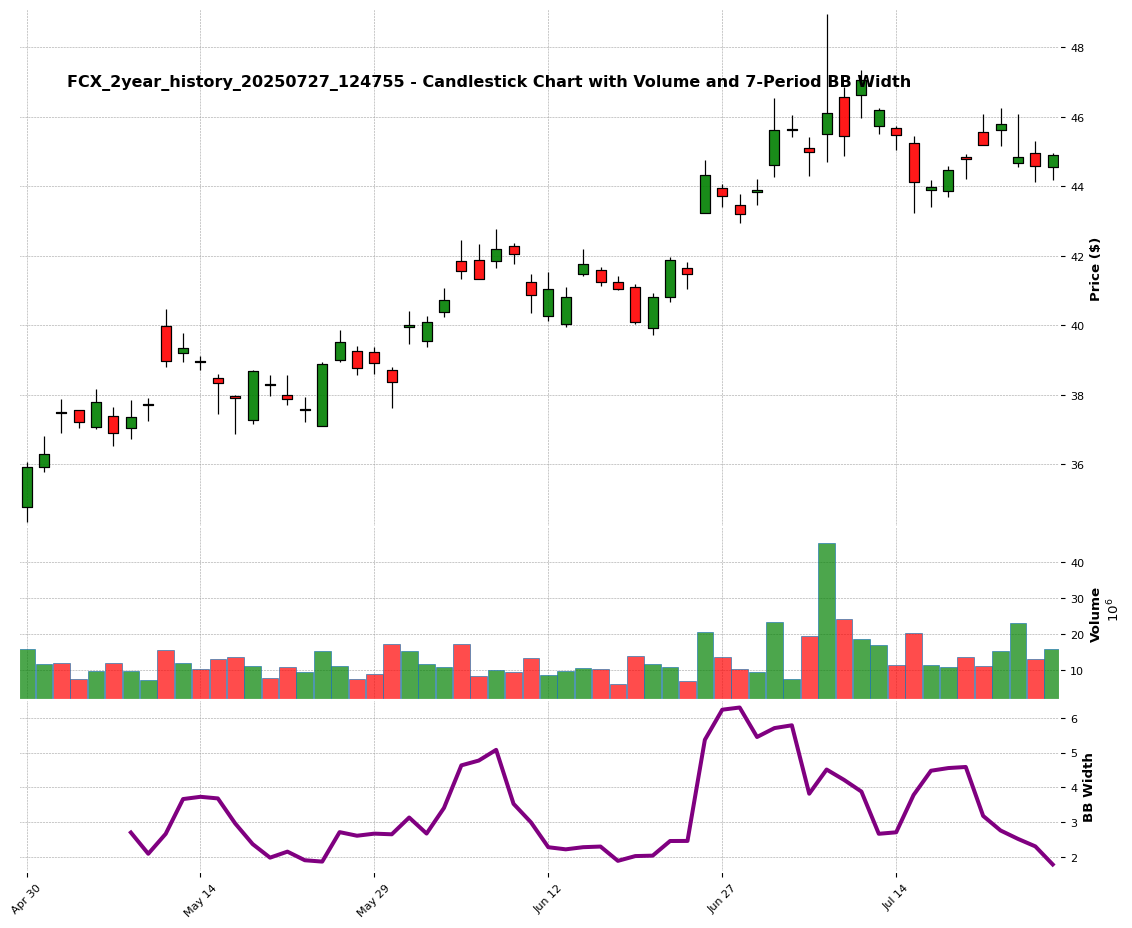 FCX_2year_history_20250727_124755 - Candlestick Chart with Volume and 7-Period BB Width
48
46
44
42
40
38
36
Price ($)
40
30
20
10
Volume
10^6
6
5
4
3
2
BB Width
Apr 30
May 14
May 29
Jun 12
Jun 27
Jul 14